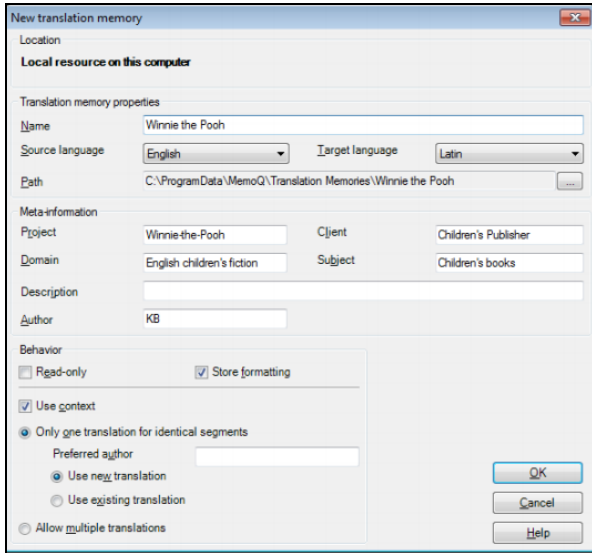 New translation memory
Location
Local resource on this computer
Translation memory properties
Name Winnie the Pooh
Source language English Target language Latin
Path C:\ProgramData\MemoQ\Translation Memories\Winnie the Pooh ...
Meta-information
Project Winnie-the-Pooh Client Children's Publisher
Domain English children's fiction Subject Children's books
Description
Author KB
Behavior
Read-only Store formatting
Use context
Only one translation for identical segments
Preferred author
Use new translation
Use existing translation
Allow multiple translations
OK
Cancel
Help